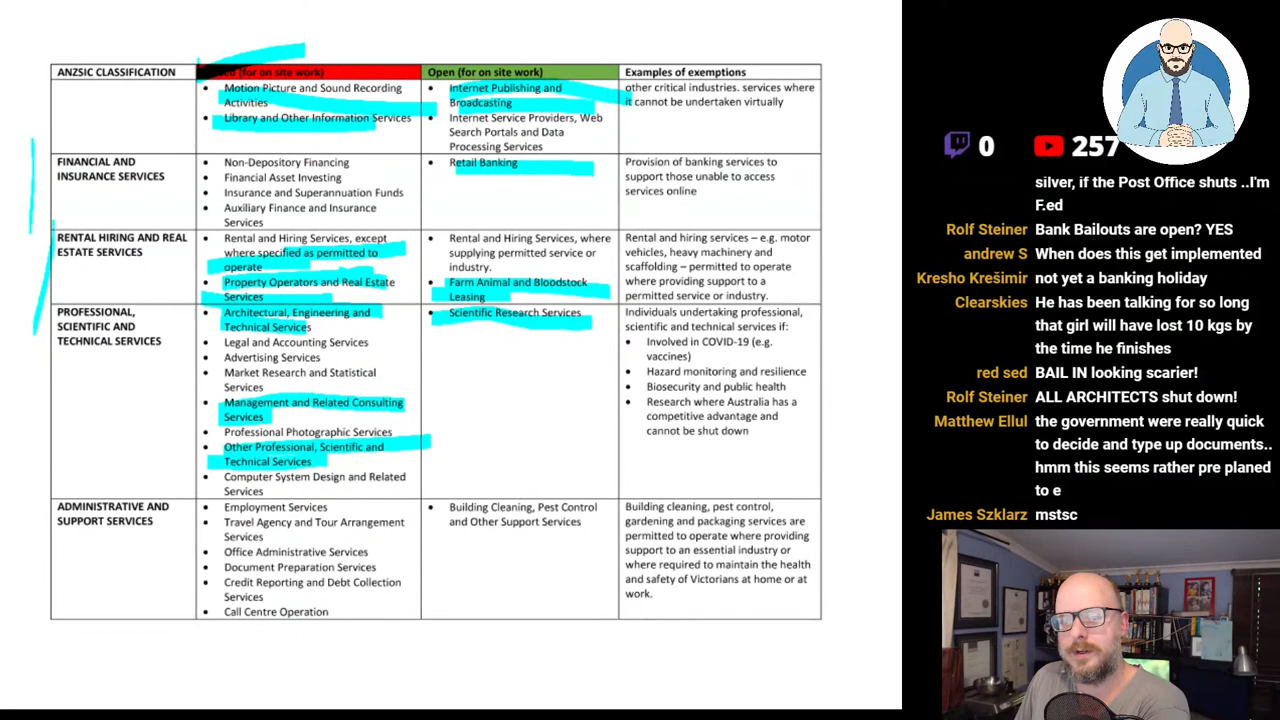 ANZSIC CLASSIFICATION
(for on site work)
Open (for on site work)
Examples of exemptions
• Motion Picture and Sound Recording
Activities
• Library and Other Information Services
• Internet Publishing and
Broadcasting
• Internet Service Providers, Web
Search Portals and Data
Processing Services
other critical industries. services where
it cannot be undertaken virtually
FINANCIAL AND
INSURANCE SERVICES
• Non-Depository Financing
• Financial Asset Investing
• Insurance and Superannuation Funds
• Auxiliary Finance and Insurance
Services
• Retail Banking
Provision of banking services to
support those unable to access
services online
RENTAL HIRING AND REAL
ESTATE SERVICES
• Rental and Hiring Services, except
where specified as permitted to
operate
• Property Operators and Real Estate
Services
• Rental and Hiring Services, where
supplying permitted service or
industry.
• Farm Animal and Bloodstock
Leasing
Rental and hiring services – e.g. motor
vehicles, heavy machinery and
scaffolding – permitted to operate
where providing support to a
permitted service or industry.
PROFESSIONAL,
SCIENTIFIC AND
TECHNICAL SERVICES
• Architectural, Engineering and
Technical Services
• Legal and Accounting Services
• Advertising Services
• Market Research and Statistical
Services
• Management and Related Consulting
Services
• Professional Photographic Services
• Other Professional, Scientific and
Technical Services
• Computer System Design and Related
Services
• Scientific Research Services
Individuals undertaking professional,
scientific and technical services if:
• Involved in COVID-19 (e.g.
vaccines)
• Hazard monitoring and resilience
• Biosecurity and public health
• Research where Australia has a
competitive advantage and
cannot be shut down
ADMINISTRATIVE AND
SUPPORT SERVICES
• Employment Services
• Travel Agency and Tour Arrangement
Services
• Office Administrative Services
• Document Preparation Services
• Credit Reporting and Debt Collection
Services
• Call Centre Operation
• Building Cleaning, Pest Control
and Other Support Services
Building cleaning, pest control,
gardening and packaging services are
permitted to operate where providing
support to an essential industry or
where required to maintain the health
and safety of Victorians at home or at
work.
0
257
silver, if the Post Office shuts ..I'm
F.ed
Rolf Steiner Bank Bailouts are open? YES
andrew S When does this get implemented
Kresho Krešimir not yet a banking holiday
Clearskies He has been talking for so long
that girl will have lost 10 kgs by
the time he finishes
red sed BAIL IN looking scarier!
Rolf Steiner ALL ARCHITECTS shut down!
Matthew Ellul the government were really quick
to decide and type up documents..
hmm this seems rather pre planed
to e
James Szklarz mstsc